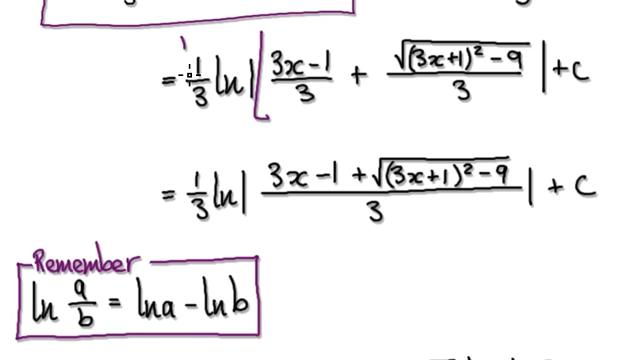 = 1/3 ln | 3x-1/3 + √(3x+1)² - 9/3 | + c
= 1/3 ln | 3x-1 + √(3x+1)² - 9/3 | + c
Remember
ln a/b = ln a - ln b